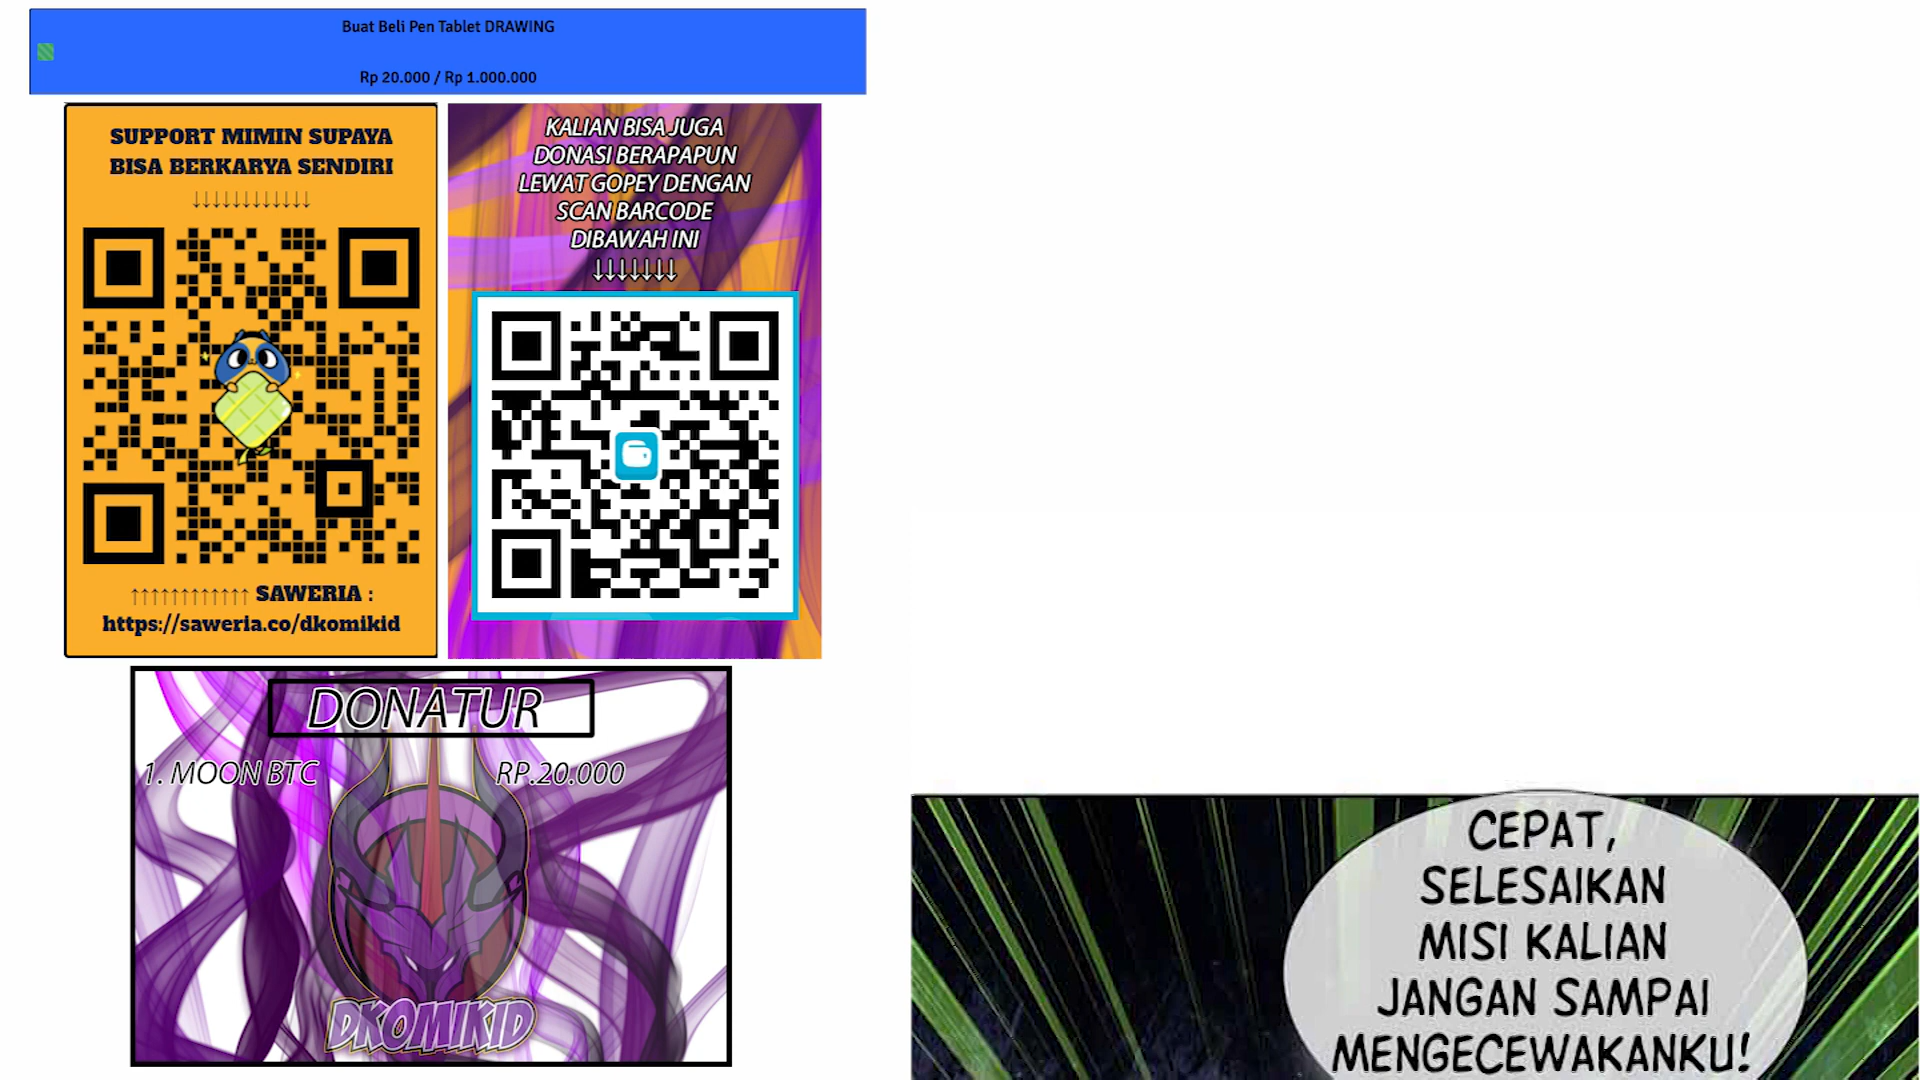 Buat Beli Pen Tablet DRAWING
Rp 20.000 / Rp 1.000.000
SUPPORT MIMIN SUPAYA
BISA BERKARYA SENDIRI
↓↓↓↓↓↓↓↓↓↓↓↓
↑↑↑↑↑↑↑↑↑↑↑↑ SAWERIA :
https://saweria.co/dkomikid
KALIAN BISA JUGA
DONASI BERAPAPUN
LEWAT GOPEY DENGAN
SCAN BARCODE
DIBAWAH INI
↓↓↓↓↓↓↓
DONATUR
1. MOON BTC RP.20.000
DKOMIKID
CEPAT,
SELESAIKAN
MISI KALIAN
JANGAN SAMPAI
MENGECEWAKANKU!